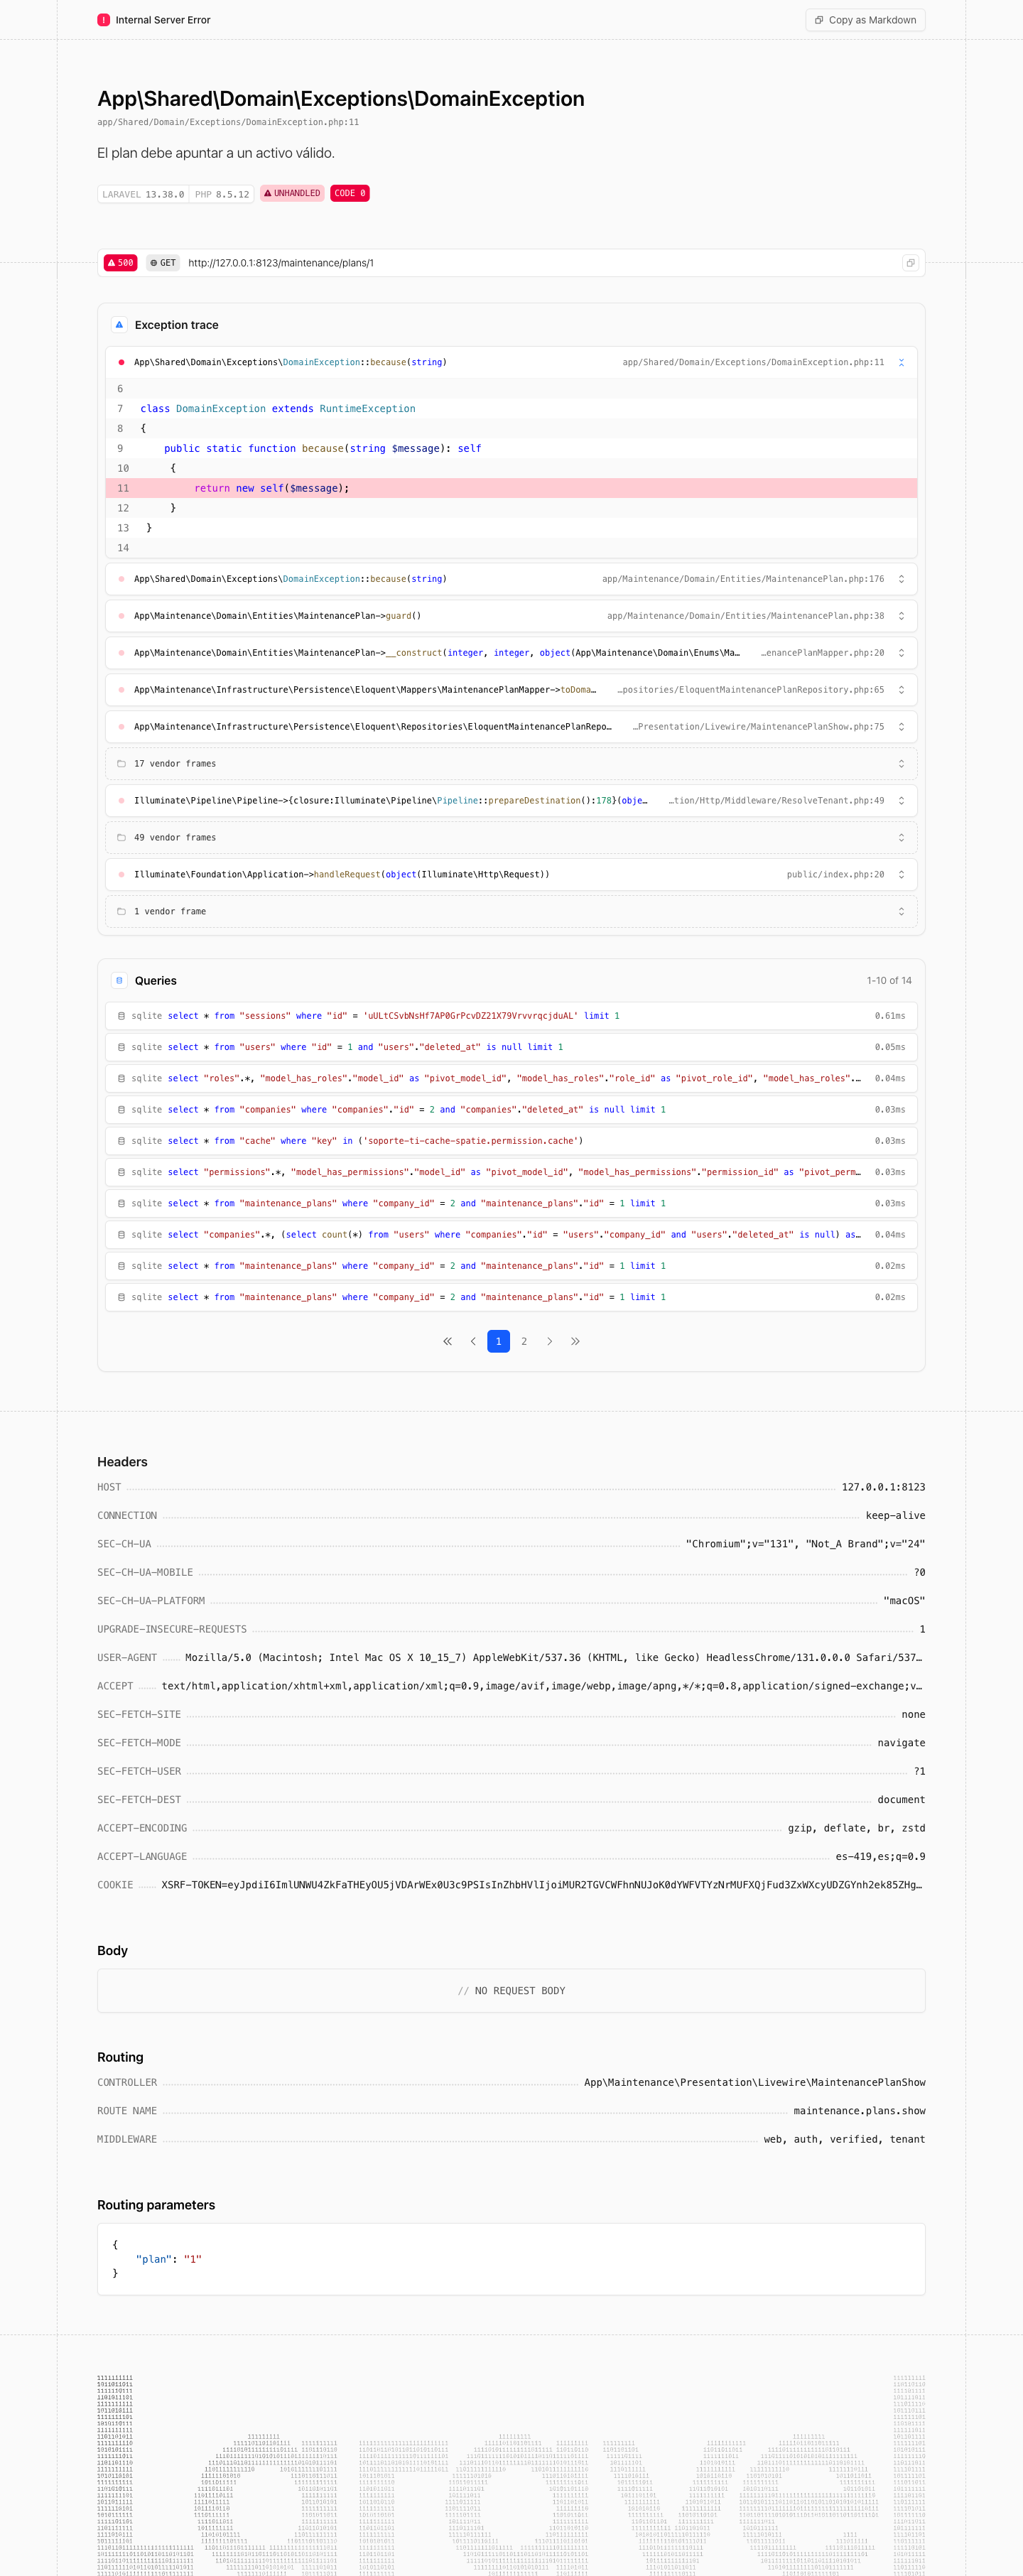 Internal Server Error
Copy as Markdown
App\Shared\Domain\Exceptions\DomainException
app/Shared/Domain/Exceptions/DomainException.php:11
El plan debe apuntar a un activo válido.
LARAVEL 13.38.0 PHP 8.5.12 UNHANDLED CODE 0
500 GET http://127.0.0.1:8123/maintenance/plans/1
Exception trace
App\Shared\Domain\Exceptions\DomainException::because(string) app/Shared/Domain/Exceptions/DomainException.php:11
6
7 class DomainException extends RuntimeException
8 {
9 public static function because(string $message): self
10 {
11 return new self($message);
12 }
13 }
14
App\Shared\Domain\Exceptions\DomainException::because(string) app/Maintenance/Domain/Entities/MaintenancePlan.php:176
App\Maintenance\Domain\Entities\MaintenancePlan->guard() app/Maintenance/Domain/Entities/MaintenancePlan.php:38
App\Maintenance\Domain\Entities\MaintenancePlan->__construct(integer, integer, object(App\Maintenance\Domain\Enums\Ma… …enancePlanMapper.php:20
App\Maintenance\Infrastructure\Persistence\Eloquent\Mappers\MaintenancePlanMapper->toDoma… …positories/EloquentMaintenancePlanRepository.php:65
App\Maintenance\Infrastructure\Persistence\Eloquent\Repositories\EloquentMaintenancePlanRepo… …Presentation/Livewire/MaintenancePlanShow.php:75
17 vendor frames
Illuminate\Pipeline\Pipeline->{closure:Illuminate\Pipeline\Pipeline::prepareDestination():178}(obje… …tion/Http/Middleware/ResolveTenant.php:49
49 vendor frames
Illuminate\Foundation\Application->handleRequest(object(Illuminate\Http\Request)) public/index.php:20
1 vendor frame
Queries 1-10 of 14
sqlite select * from "sessions" where "id" = 'uULtCSvbNsHf7AP0GrPcvDZ21X79VrvvrqcjduAL' limit 1 0.61ms
sqlite select * from "users" where "id" = 1 and "users"."deleted_at" is null limit 1 0.05ms
sqlite select "roles".*, "model_has_roles"."model_id" as "pivot_model_id", "model_has_roles"."role_id" as "pivot_role_id", "model_has_roles".… 0.04ms
sqlite select * from "companies" where "companies"."id" = 2 and "companies"."deleted_at" is null limit 1 0.03ms
sqlite select * from "cache" where "key" in ('soporte-ti-cache-spatie.permission.cache') 0.03ms
sqlite select "permissions".*, "model_has_permissions"."model_id" as "pivot_model_id", "model_has_permissions"."permission_id" as "pivot_perm… 0.03ms
sqlite select * from "maintenance_plans" where "company_id" = 2 and "maintenance_plans"."id" = 1 limit 1 0.03ms
sqlite select "companies".*, (select count(*) from "users" where "companies"."id" = "users"."company_id" and "users"."deleted_at" is null) as… 0.04ms
sqlite select * from "maintenance_plans" where "company_id" = 2 and "maintenance_plans"."id" = 1 limit 1 0.02ms
sqlite select * from "maintenance_plans" where "company_id" = 2 and "maintenance_plans"."id" = 1 limit 1 0.02ms
1 2
Headers
HOST 127.0.0.1:8123
CONNECTION keep-alive
SEC-CH-UA "Chromium";v="131", "Not_A Brand";v="24"
SEC-CH-UA-MOBILE ?0
SEC-CH-UA-PLATFORM "macOS"
UPGRADE-INSECURE-REQUESTS 1
USER-AGENT Mozilla/5.0 (Macintosh; Intel Mac OS X 10_15_7) AppleWebKit/537.36 (KHTML, like Gecko) HeadlessChrome/131.0.0.0 Safari/537…
ACCEPT text/html,application/xhtml+xml,application/xml;q=0.9,image/avif,image/webp,image/apng,*/*;q=0.8,application/signed-exchange;v…
SEC-FETCH-SITE none
SEC-FETCH-MODE navigate
SEC-FETCH-USER ?1
SEC-FETCH-DEST document
ACCEPT-ENCODING gzip, deflate, br, zstd
ACCEPT-LANGUAGE es-419,es;q=0.9
COOKIE XSRF-TOKEN=eyJpdiI6ImlUNWU4ZkFaTHEyOU5jVDArWEx0U3c9PSIsInZhbHVlIjoiMUR2TGVCWFhnNUJoK0dYWFVTYzNrMUFXQjFud3ZxWXcyUDZGYnh2ek85ZHg…
Body
// NO REQUEST BODY
Routing
CONTROLLER App\Maintenance\Presentation\Livewire\MaintenancePlanShow
ROUTE NAME maintenance.plans.show
MIDDLEWARE web, auth, verified, tenant
Routing parameters
{
"plan": "1"
}